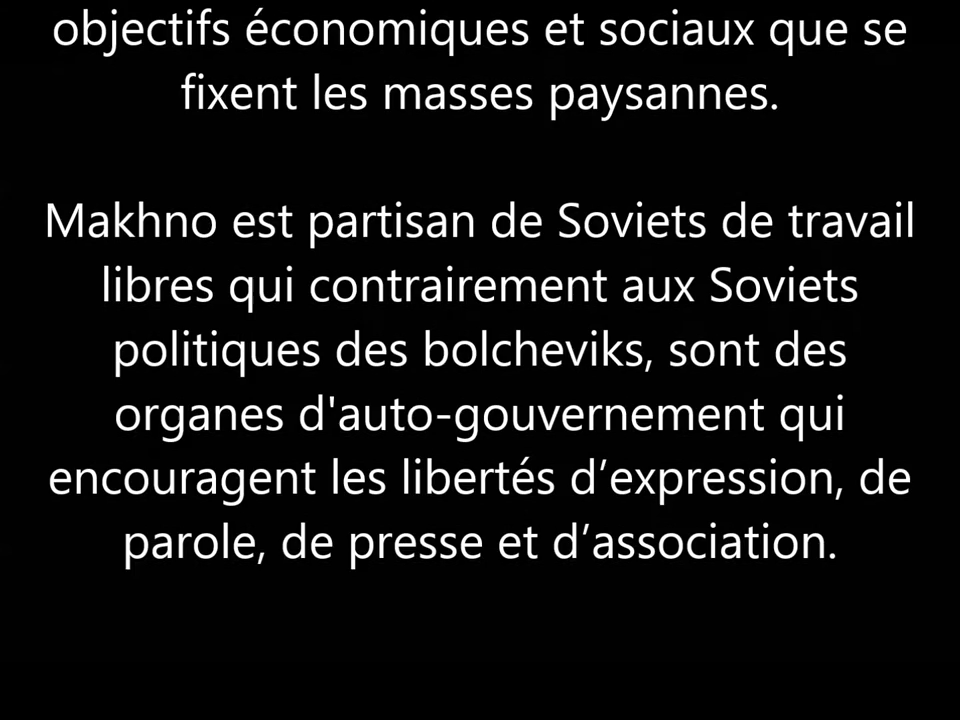 objectifs économiques et sociaux que se
fixent les masses paysannes.
Makhno est partisan de Soviets de travail
libres qui contrairement aux Soviets
politiques des bolcheviks, sont des
organes d'auto-gouvernement qui
encouragent les libertés d’expression, de
parole, de presse et d’association.